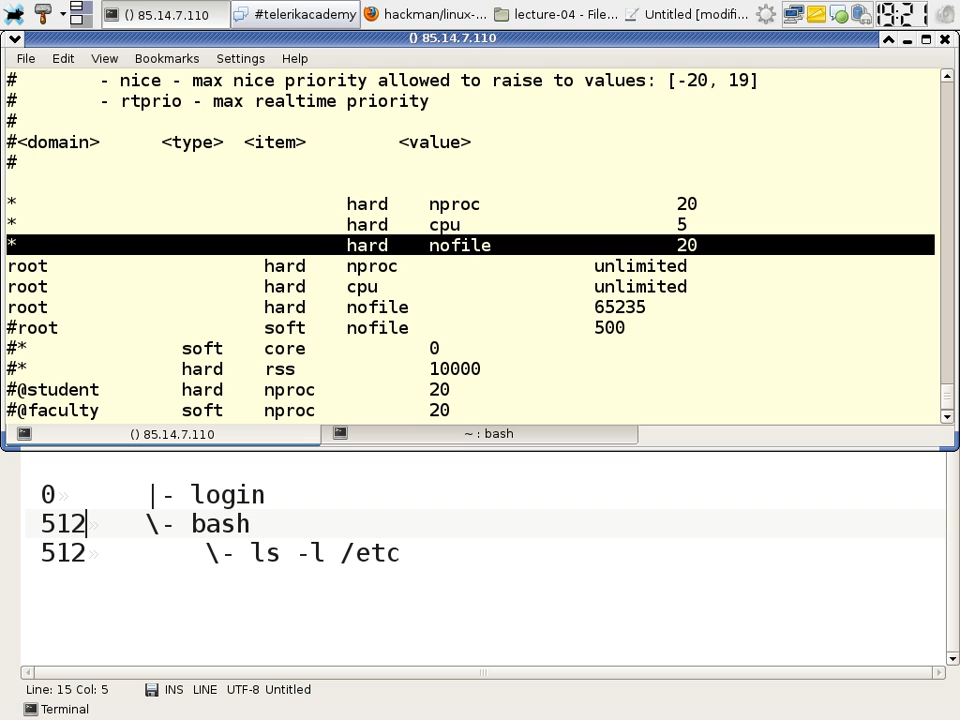 () 85.14.7.110 #telerikacademy hackman/linux-... lecture-04 - File... Untitled [modifi... 19:21
() 85.14.7.110
File Edit View Bookmarks Settings Help
#        - nice - max nice priority allowed to raise to values: [-20, 19]
#        - rtprio - max realtime priority
#
#<domain>      <type>  <item>         <value>
#
*                                hard    nproc                   20
*                                hard    cpu                     5
*                                hard    nofile                  20
root                     hard    nproc                   unlimited
root                     hard    cpu                     unlimited
root                     hard    nofile                  65235
#root                    soft    nofile                  500
#*               soft    core            0
#*               hard    rss             10000
#@student        hard    nproc           20
#@faculty        soft    nproc           20
() 85.14.7.110 ~ : bash
0»     |- login
512»   \- bash
512»       \- ls -l /etc
Line: 15 Col: 5 INS LINE UTF-8 Untitled
Terminal